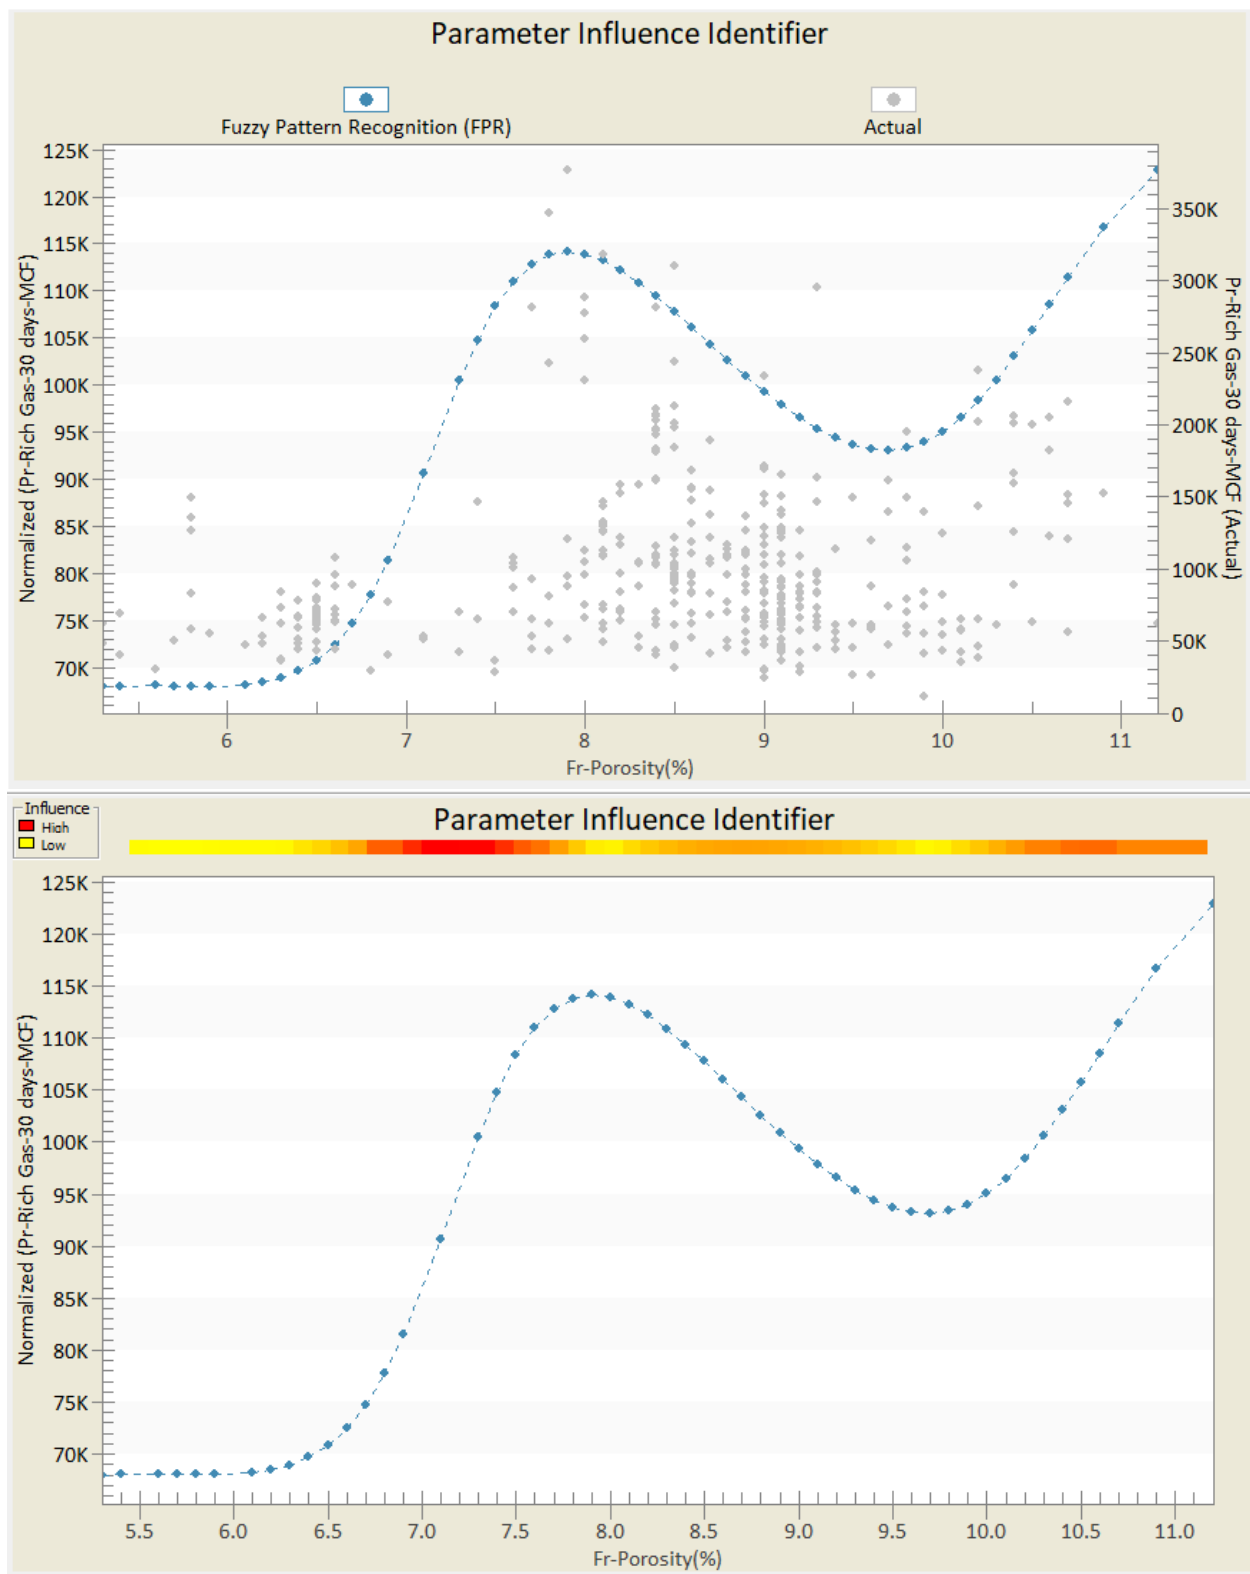 Parameter Influence Identifier
Fuzzy Pattern Recognition (FPR)
Actual
125K
120K
115K
110K
105K
100K
95K
90K
85K
80K
75K
70K
Normalized (Pr-Rich Gas-30 days-MCF)
350K
300K
250K
200K
150K
100K
50K
0
Pr-Rich Gas-30 days-MCF (Actual)
6 7 8 9 10 11
Fr-Porosity(%)
Influence
High
Low
Parameter Influence Identifier
125K
120K
115K
110K
105K
100K
95K
90K
85K
80K
75K
70K
Normalized (Pr-Rich Gas-30 days-MCF)
5.5 6.0 6.5 7.0 7.5 8.0 8.5 9.0 9.5 10.0 10.5 11.0
Fr-Porosity(%)